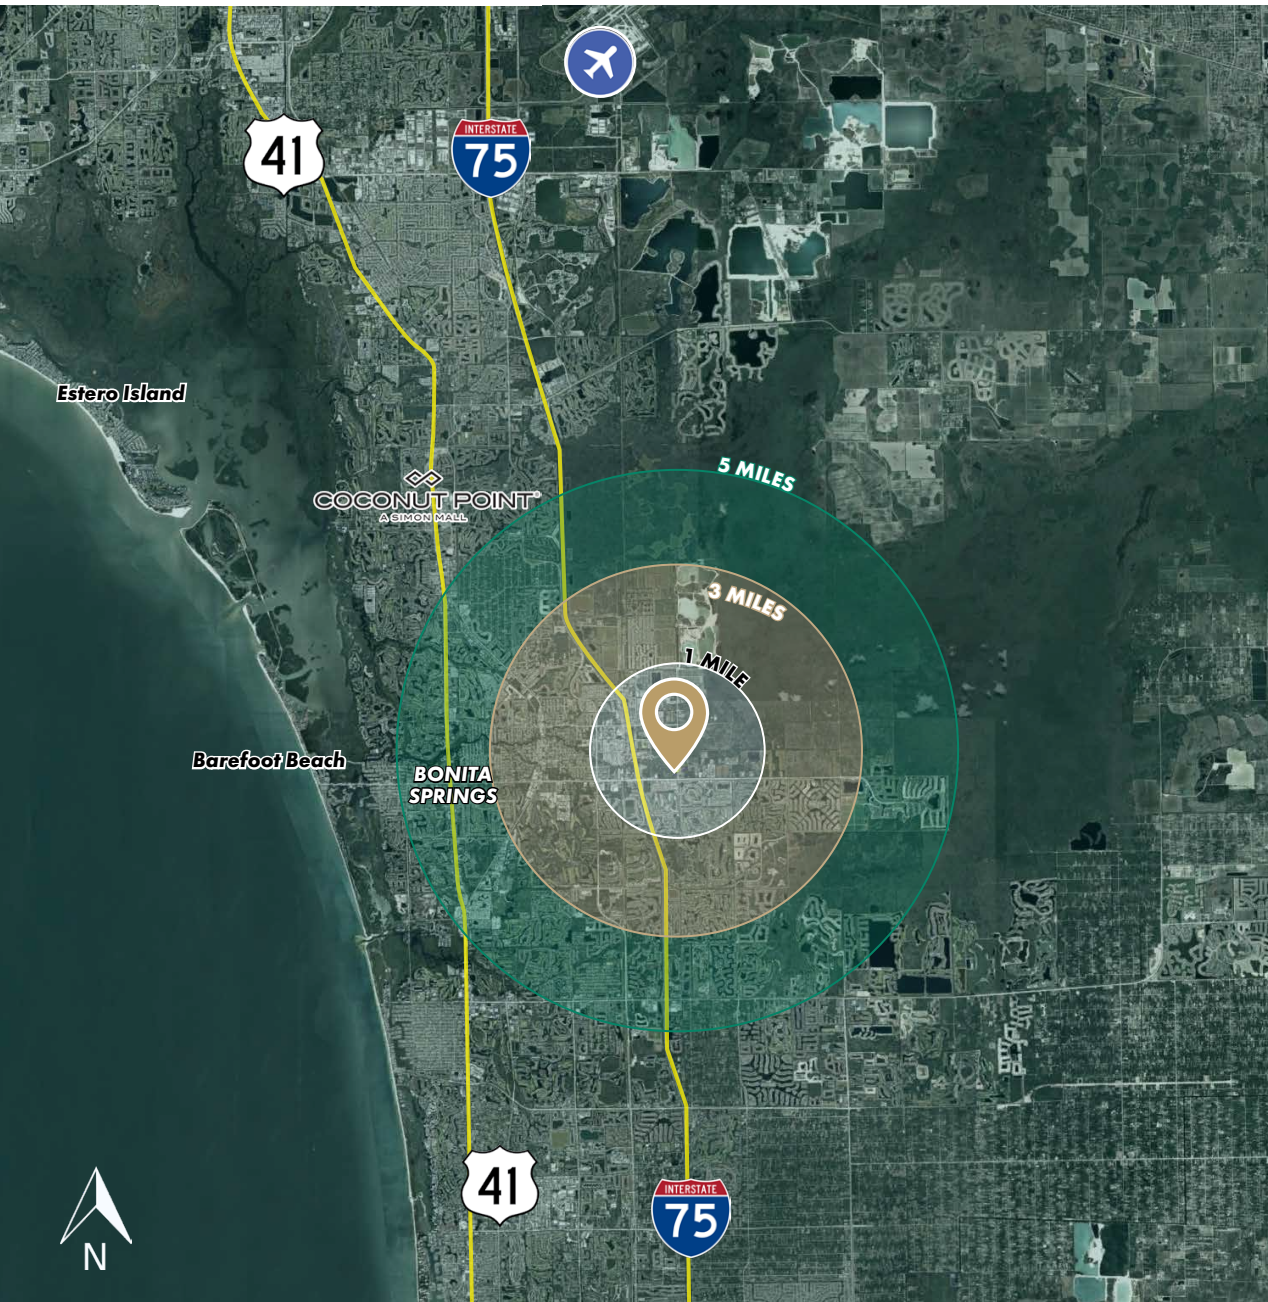 41
INTERSTATE
75
Estero Island
COCONUT POINT®
A SIMON MALL
5 MILES
3 MILES
1 MILE
Barefoot Beach
BONITA
SPRINGS
41
INTERSTATE
75
N